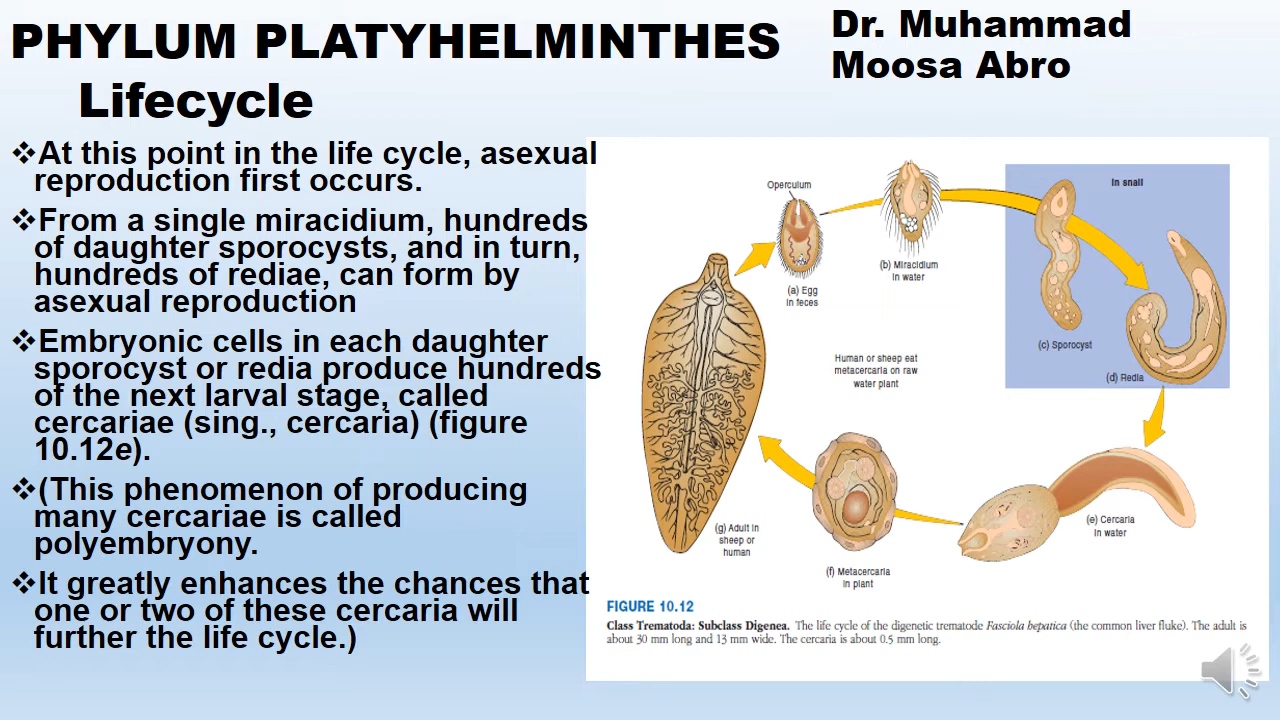 PHYLUM PLATYHELMINTHES
Lifecycle
Dr. Muhammad
Moosa Abro
❖At this point in the life cycle, asexual
reproduction first occurs.
❖From a single miracidium, hundreds
of daughter sporocysts, and in turn,
hundreds of rediae, can form by
asexual reproduction
❖Embryonic cells in each daughter
sporocyst or redia produce hundreds
of the next larval stage, called
cercariae (sing., cercaria) (figure
10.12e).
❖(This phenomenon of producing
many cercariae is called
polyembryony.
❖It greatly enhances the chances that
one or two of these cercaria will
further the life cycle.)
Operculum
(a) Egg
in feces
(b) Miracidium
in water
In snail
(c) Sporocyst
(d) Redia
Human or sheep eat
metacercaria on raw
water plant
(e) Cercaria
in water
(f) Metacercaria
in plant
(g) Adult in
sheep or
human
FIGURE 10.12
Class Trematoda: Subclass Digenea. The life cycle of the digenetic trematode Fasciola hepatica (the common liver fluke). The adult is
about 30 mm long and 13 mm wide. The cercaria is about 0.5 mm long.